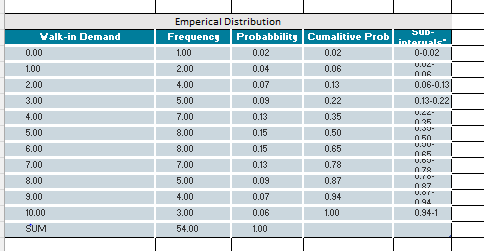 Emperical Distribution
Walk-in Demand Frequency Probabbility Cumalitive Prob Sub-intervals"
0.00 1.00 0.02 0.02 0-0.02
1.00 2.00 0.04 0.06 0.02-0.06
2.00 4.00 0.07 0.13 0.06-0.13
3.00 5.00 0.09 0.22 0.13-0.22
4.00 7.00 0.13 0.35 0.22-0.35
5.00 8.00 0.15 0.50 0.35-0.50
6.00 8.00 0.15 0.65 0.50-0.65
7.00 7.00 0.13 0.78 0.65-0.78
8.00 5.00 0.09 0.87 0.78-0.87
9.00 4.00 0.07 0.94 0.87-0.94
10.00 3.00 0.06 1.00 0.94-1
SUM 54.00 1.00